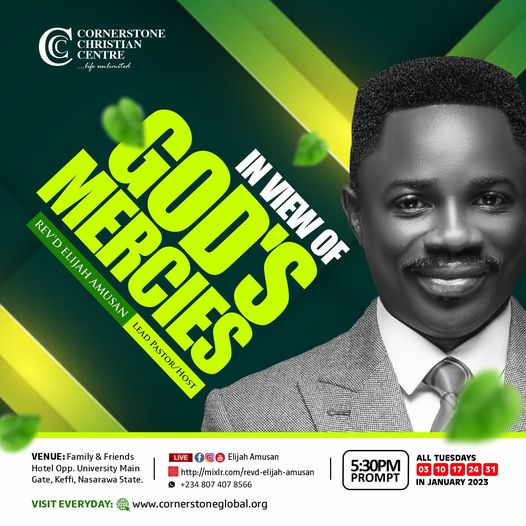 CORNERSTONE
CHRISTIAN
CENTRE
...life unlimited
IN VIEW OF
GOD'S
MERCIES
REV'D ELIJAH AMUSAN
LEAD PASTOR/HOST
VENUE: Family & Friends
Hotel Opp. University Main
Gate, Keffi, Nasarawa State.
LIVE Elijah Amusan
http://mixlr.com/revd-elijah-amusan
+234 807 407 8566
5:30PM
PROMPT
ALL TUESDAYS
03 10 17 24 31
IN JANUARY 2023
VISIT EVERYDAY: www.cornerstoneglobal.org